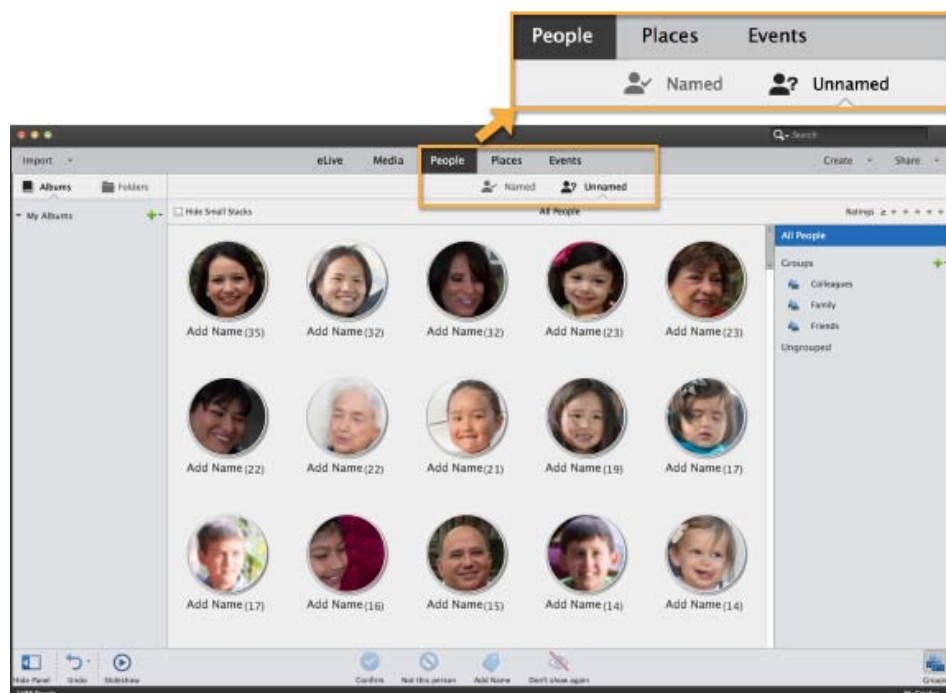 People Places Events
Named Unnamed
Search
Import eLive Media People Places Events Create Share
Albums Folders Named Unnamed
My Albums Hide Small Stacks All People Ratings ≥
All People
Groups
Colleagues
Family
Friends
Ungrouped
Add Name (35) Add Name (32) Add Name (32) Add Name (23) Add Name (23)
Add Name (22) Add Name (22) Add Name (21) Add Name (19) Add Name (17)
Add Name (17) Add Name (16) Add Name (15) Add Name (14) Add Name (14)
Hide Panel Undo Slideshow Confirm Not this person Add Name Don't show again